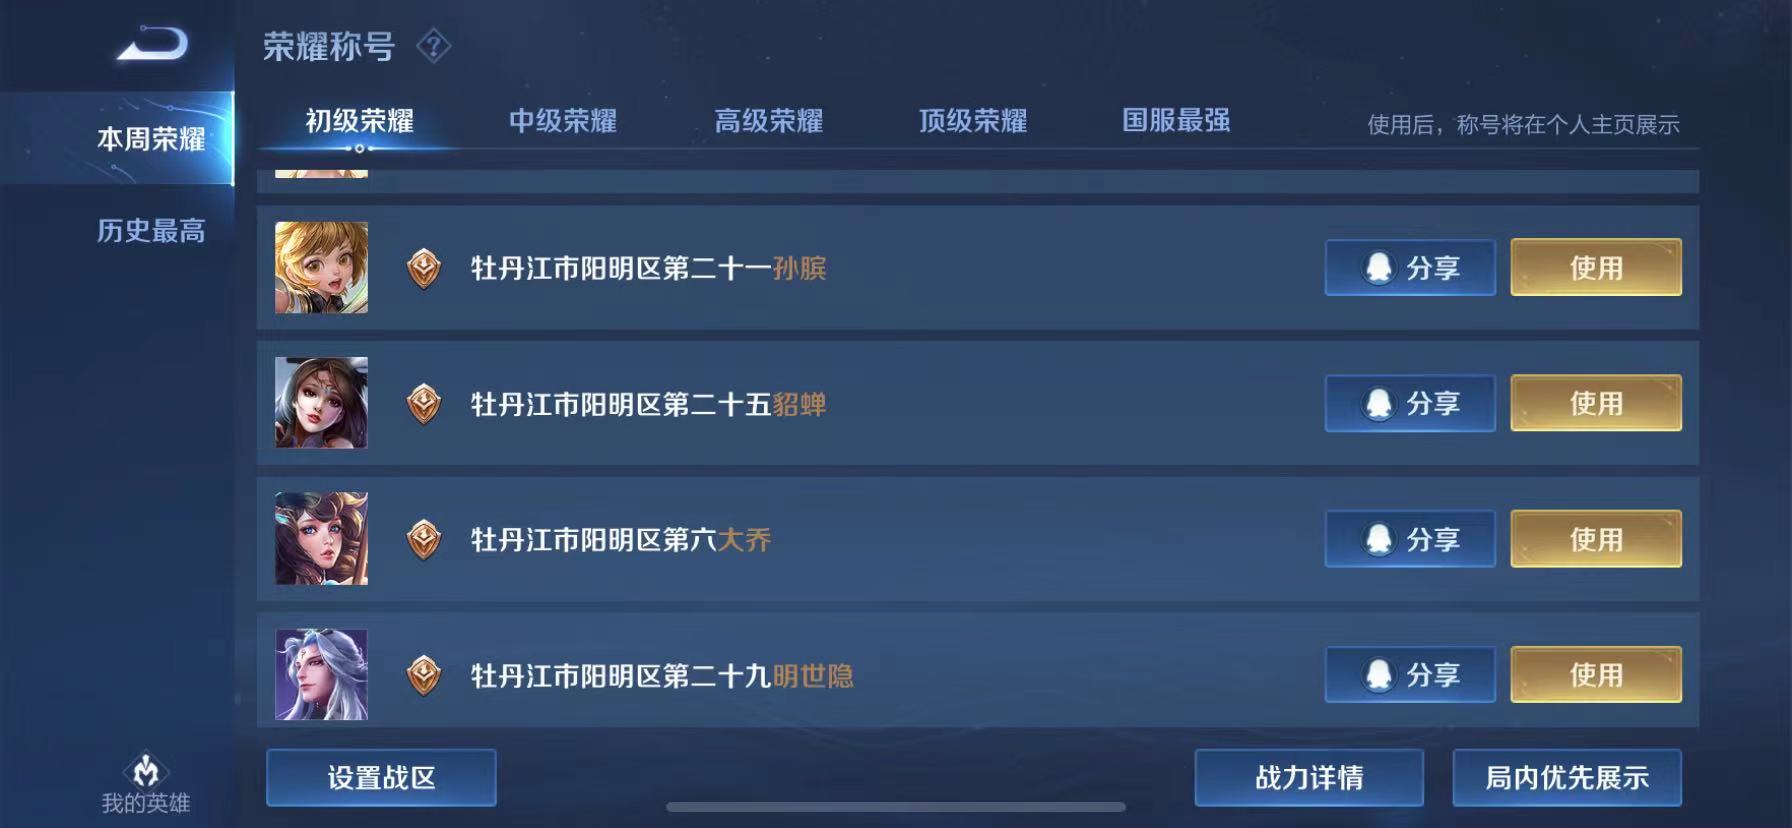 荣耀称号 ?
本周荣耀
历史最高
我的英雄
初级荣耀 中级荣耀 高级荣耀 顶级荣耀 国服最强 使用后，称号将在个人主页展示
牡丹江市阳明区第二十一孙膑 分享 使用
牡丹江市阳明区第二十五貂蝉 分享 使用
牡丹江市阳明区第六大乔 分享 使用
牡丹江市阳明区第二十九明世隐 分享 使用
设置战区 战力详情 局内优先展示